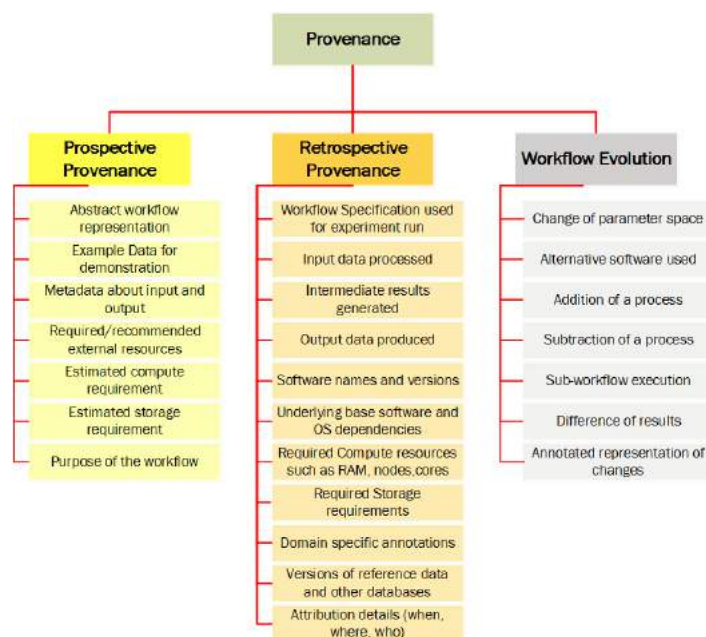 Provenance
Prospective
Provenance
Abstract workflow
representation
Example Data for
demonstration
Metadata about input and
output
Required/recommended
external resources
Estimated compute
requirement
Estimated storage
requirement
Purpose of the workflow
Retrospective
Provenance
Workflow Specification used
for experiment run
Input data processed
Intermediate results
generated
Output data produced
Software names and versions
Underlying base software and
OS dependencies
Required Compute resources
such as RAM, nodes,cores
Required Storage
requirements
Domain specific annotations
Versions of reference data
and other databases
Attribution details (when,
where, who)
Workflow Evolution
Change of parameter space
Alternative software used
Addition of a process
Subtraction of a process
Sub-workflow execution
Difference of results
Annotated representation of
changes